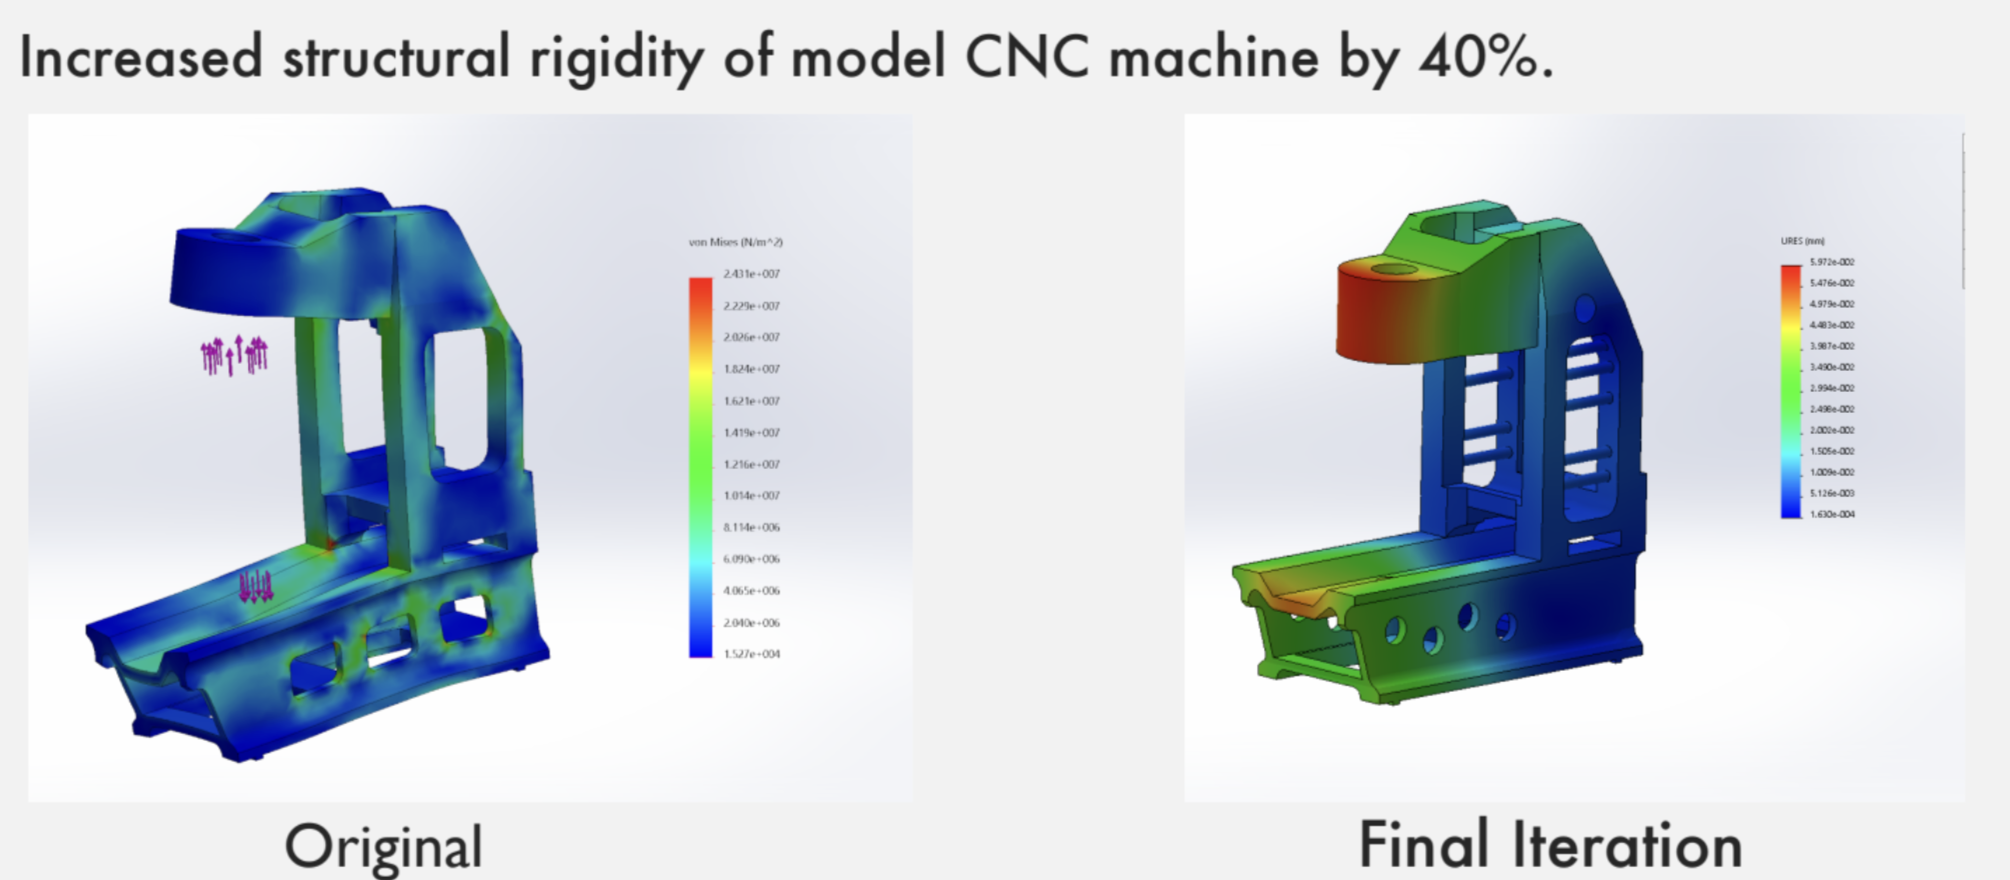 Increased structural rigidity of model CNC machine by 40%.
von Mises (N/m^2)
2.431e+007
2.229e+007
2.026e+007
1.824e+007
1.621e+007
1.419e+007
1.216e+007
1.014e+007
8.114e+006
6.090e+006
4.065e+006
2.040e+006
1.527e+004
URES (mm)
5.972e-002
5.476e-002
4.979e-002
4.483e-002
3.987e-002
3.490e-002
2.994e-002
2.498e-002
2.002e-002
1.505e-002
1.009e-002
5.126e-003
1.630e-004
Original
Final Iteration